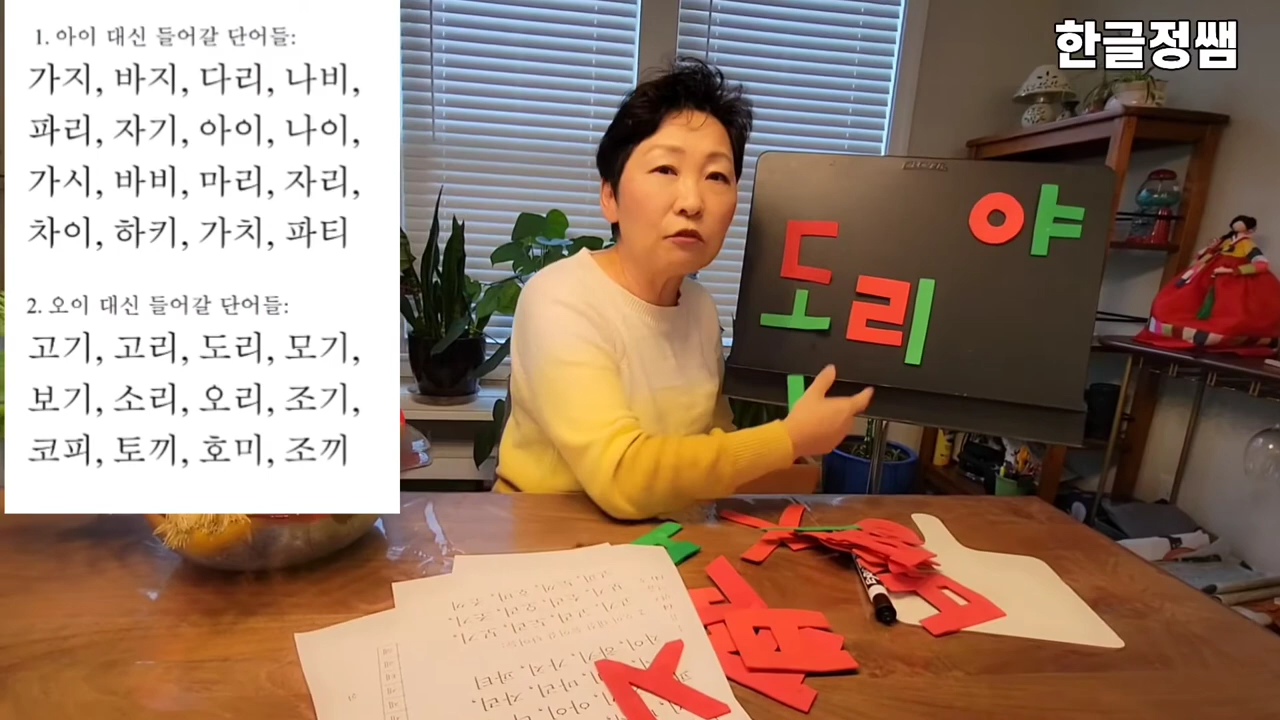 1. 아이 대신 들어갈 단어들:
가지, 바지, 다리, 나비,
파리, 자기, 아이, 나이,
가시, 바비, 마리, 자리,
차이, 하키, 가치, 파티
2. 오이 대신 들어갈 단어들:
고기, 고리, 도리, 모기,
보기, 소리, 오리, 조기,
코피, 토끼, 호미, 조끼
한글정쌤
야
도리